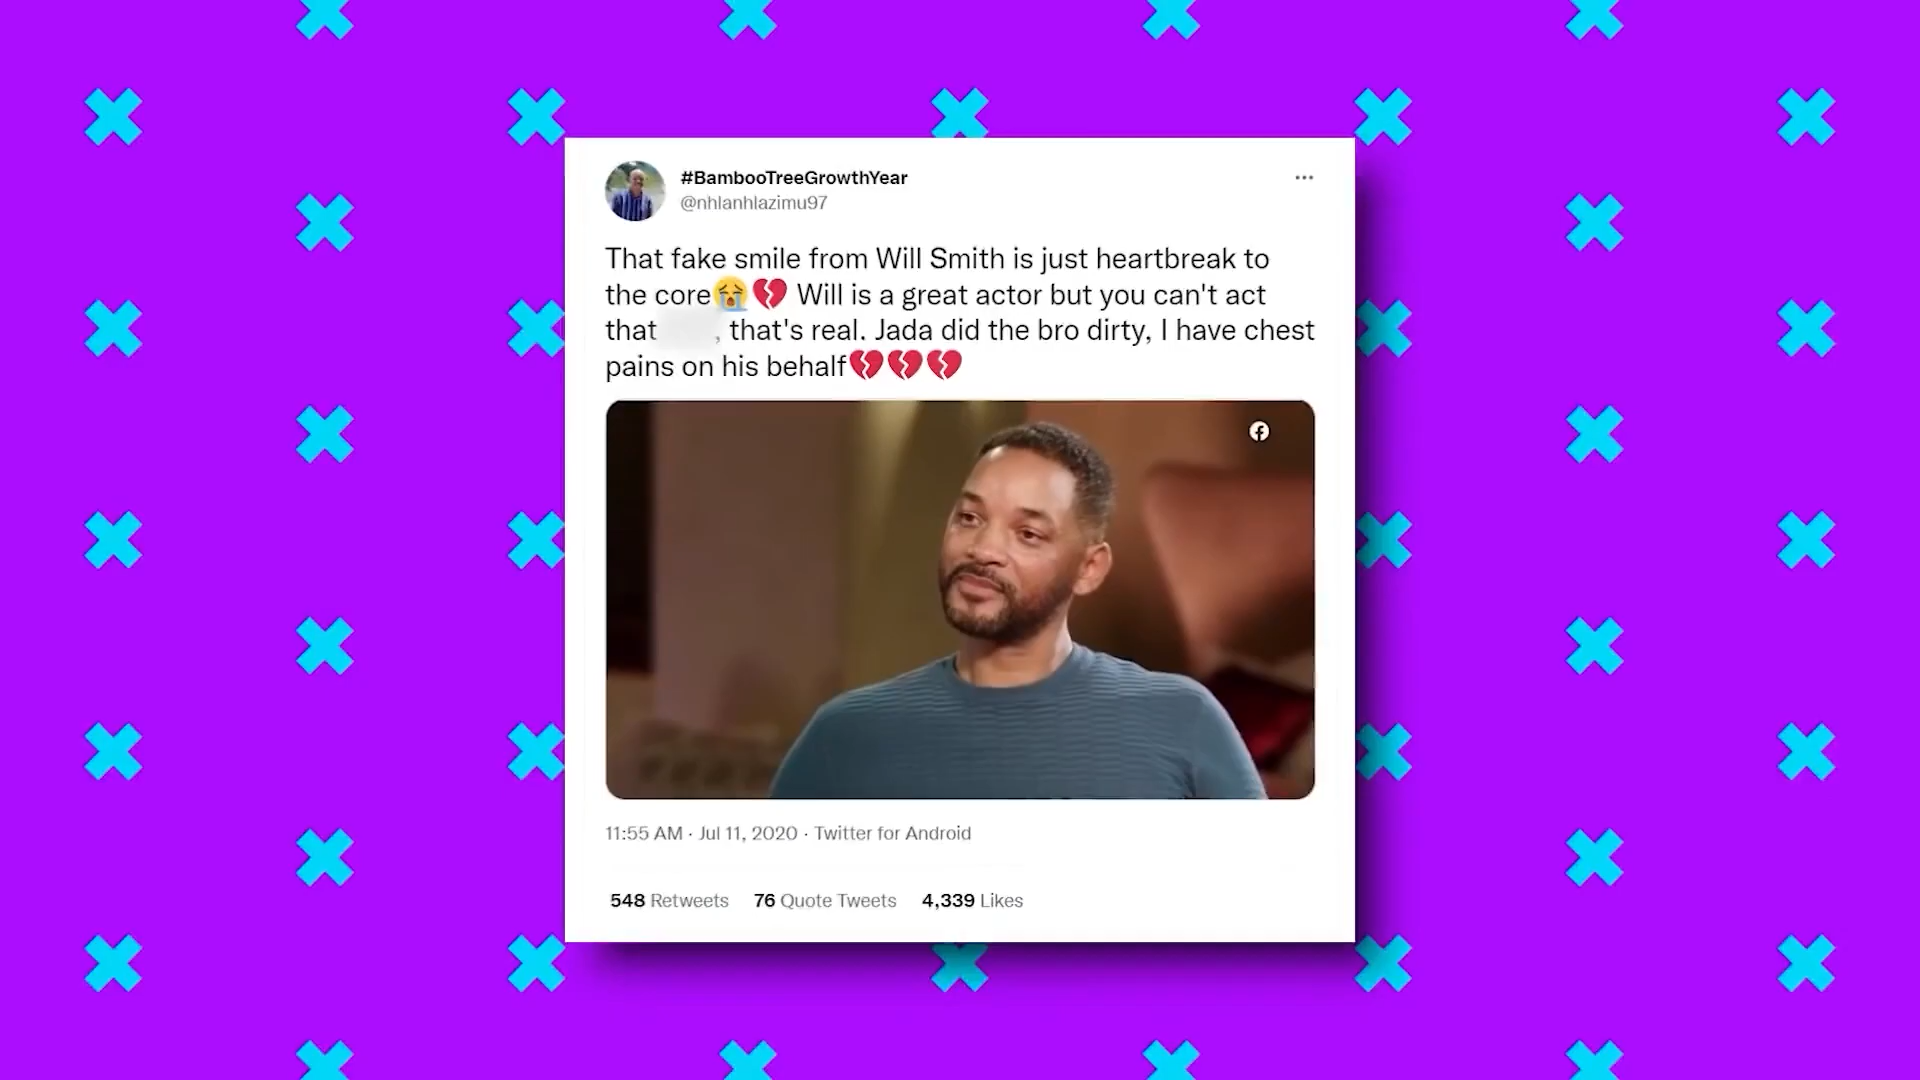 #BambooTreeGrowthYear
@nhlanhlazimu97
That fake smile from Will Smith is just heartbreak to
the core😭💔 Will is a great actor but you can't act
that , that's real. Jada did the bro dirty, I have chest
pains on his behalf💔💔💔
11:55 AM · Jul 11, 2020 · Twitter for Android
548 Retweets 76 Quote Tweets 4,339 Likes